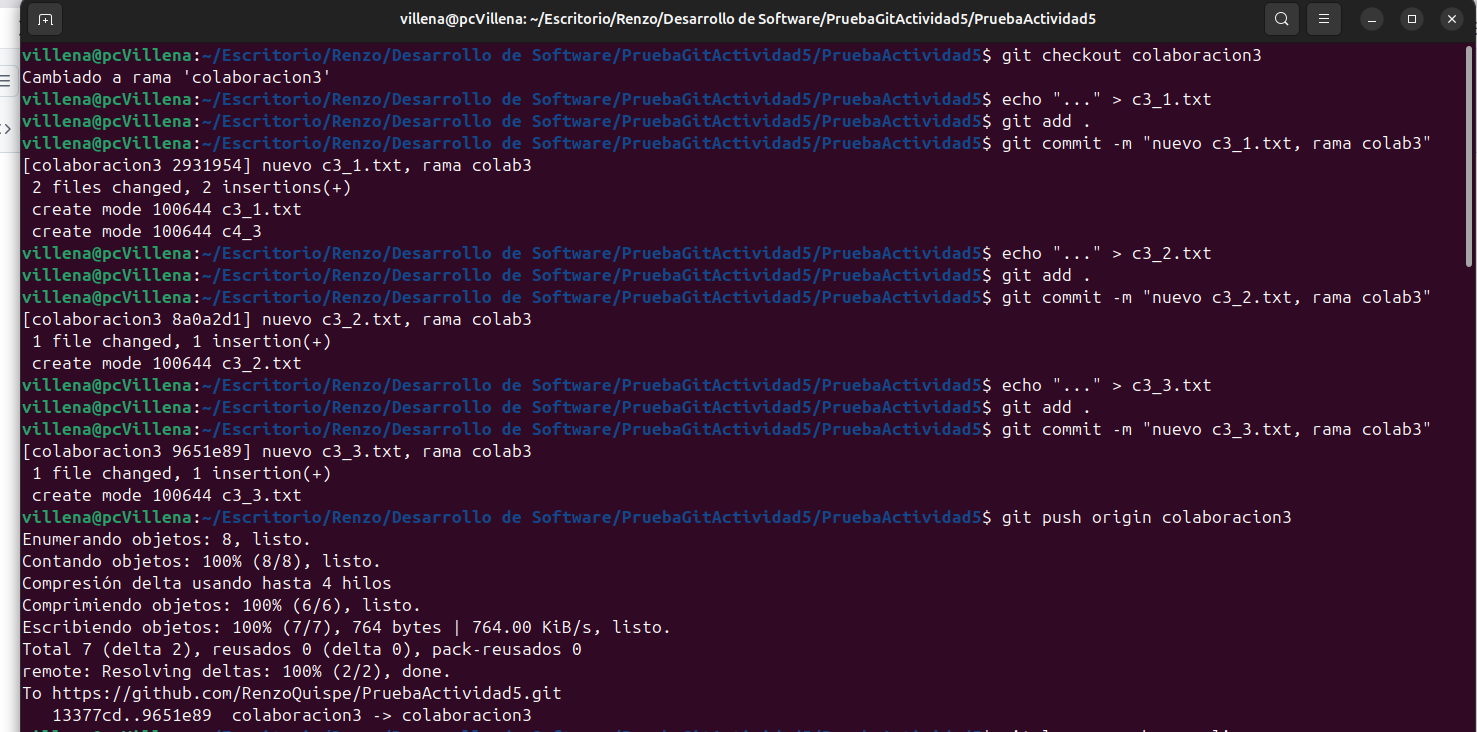 villena@pcVillena: ~/Escritorio/Renzo/Desarrollo de Software/PruebaGitActividad5/PruebaActividad5
villena@pcVillena:~/Escritorio/Renzo/Desarrollo de Software/PruebaGitActividad5/PruebaActividad5$ git checkout colaboracion3
Cambiado a rama 'colaboracion3'
villena@pcVillena:~/Escritorio/Renzo/Desarrollo de Software/PruebaGitActividad5/PruebaActividad5$ echo "..." > c3_1.txt
villena@pcVillena:~/Escritorio/Renzo/Desarrollo de Software/PruebaGitActividad5/PruebaActividad5$ git add .
villena@pcVillena:~/Escritorio/Renzo/Desarrollo de Software/PruebaGitActividad5/PruebaActividad5$ git commit -m "nuevo c3_1.txt, rama colab3"
[colaboracion3 2931954] nuevo c3_1.txt, rama colab3
 2 files changed, 2 insertions(+)
 create mode 100644 c3_1.txt
 create mode 100644 c4_3
villena@pcVillena:~/Escritorio/Renzo/Desarrollo de Software/PruebaGitActividad5/PruebaActividad5$ echo "..." > c3_2.txt
villena@pcVillena:~/Escritorio/Renzo/Desarrollo de Software/PruebaGitActividad5/PruebaActividad5$ git add .
villena@pcVillena:~/Escritorio/Renzo/Desarrollo de Software/PruebaGitActividad5/PruebaActividad5$ git commit -m "nuevo c3_2.txt, rama colab3"
[colaboracion3 8a0a2d1] nuevo c3_2.txt, rama colab3
 1 file changed, 1 insertion(+)
 create mode 100644 c3_2.txt
villena@pcVillena:~/Escritorio/Renzo/Desarrollo de Software/PruebaGitActividad5/PruebaActividad5$ echo "..." > c3_3.txt
villena@pcVillena:~/Escritorio/Renzo/Desarrollo de Software/PruebaGitActividad5/PruebaActividad5$ git add .
villena@pcVillena:~/Escritorio/Renzo/Desarrollo de Software/PruebaGitActividad5/PruebaActividad5$ git commit -m "nuevo c3_3.txt, rama colab3"
[colaboracion3 9651e89] nuevo c3_3.txt, rama colab3
 1 file changed, 1 insertion(+)
 create mode 100644 c3_3.txt
villena@pcVillena:~/Escritorio/Renzo/Desarrollo de Software/PruebaGitActividad5/PruebaActividad5$ git push origin colaboracion3
Enumerando objetos: 8, listo.
Contando objetos: 100% (8/8), listo.
Compresión delta usando hasta 4 hilos
Comprimiendo objetos: 100% (6/6), listo.
Escribiendo objetos: 100% (7/7), 764 bytes | 764.00 KiB/s, listo.
Total 7 (delta 2), reusados 0 (delta 0), pack-reusados 0
remote: Resolving deltas: 100% (2/2), done.
To https://github.com/RenzoQuispe/PruebaActividad5.git
   13377cd..9651e89  colaboracion3 -> colaboracion3